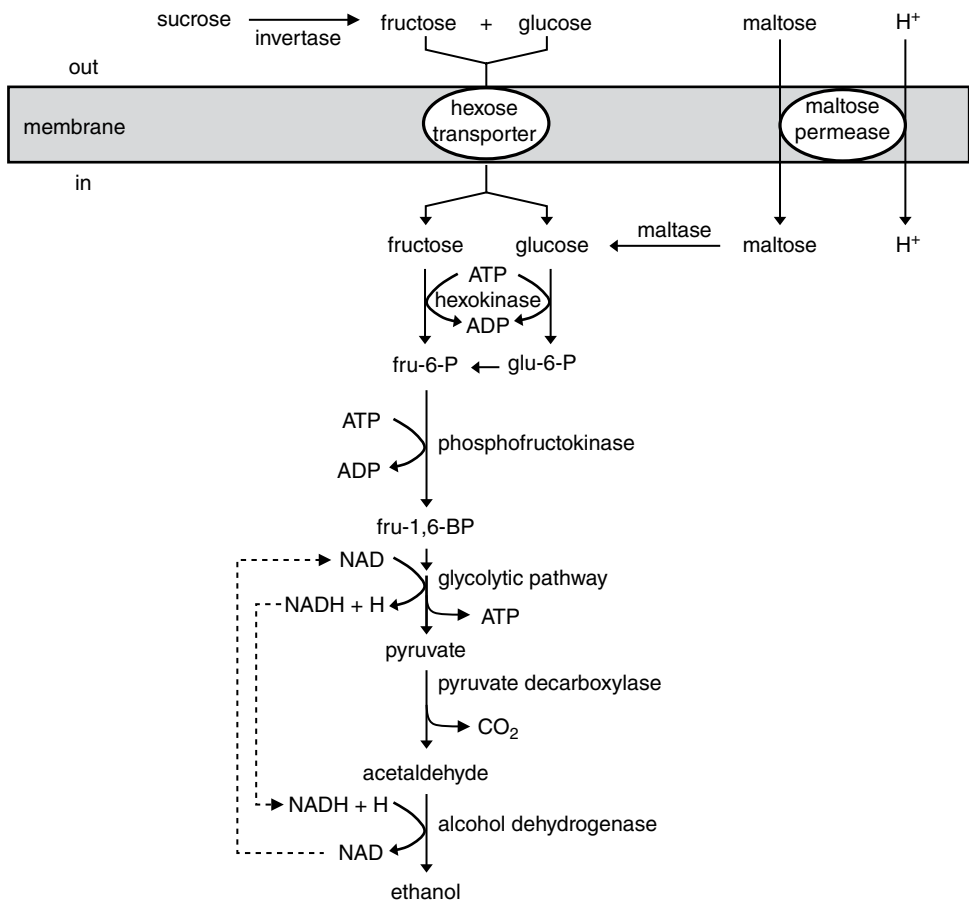 sucrose
invertase
fructose + glucose
maltose
H⁺
out
membrane
hexose
transporter
maltose
permease
in
fructose
glucose
maltase
maltose
H⁺
ATP
hexokinase
ADP
fru-6-P
glu-6-P
ATP
phosphofructokinase
ADP
fru-1,6-BP
NAD
glycolytic pathway
NADH + H
ATP
pyruvate
pyruvate decarboxylase
CO₂
acetaldehyde
NADH + H
alcohol dehydrogenase
NAD
ethanol